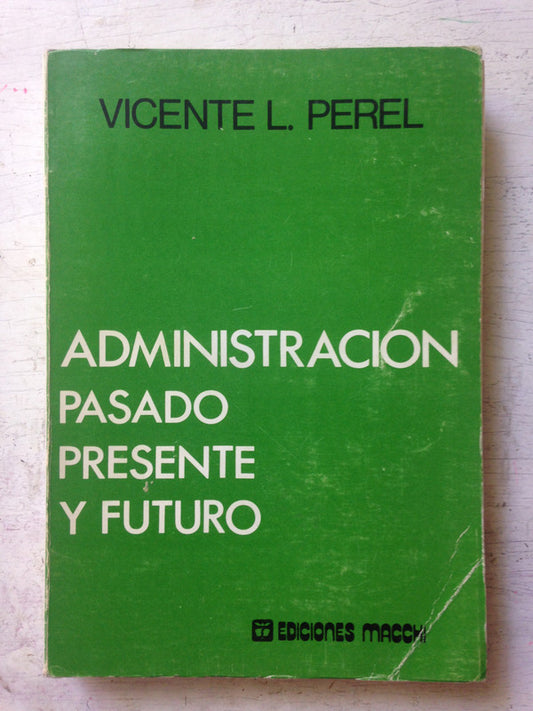 VICENTE L. PEREL
ADMINISTRACION
PASADO
PRESENTE
Y FUTURO
EDICIONES MACCHI